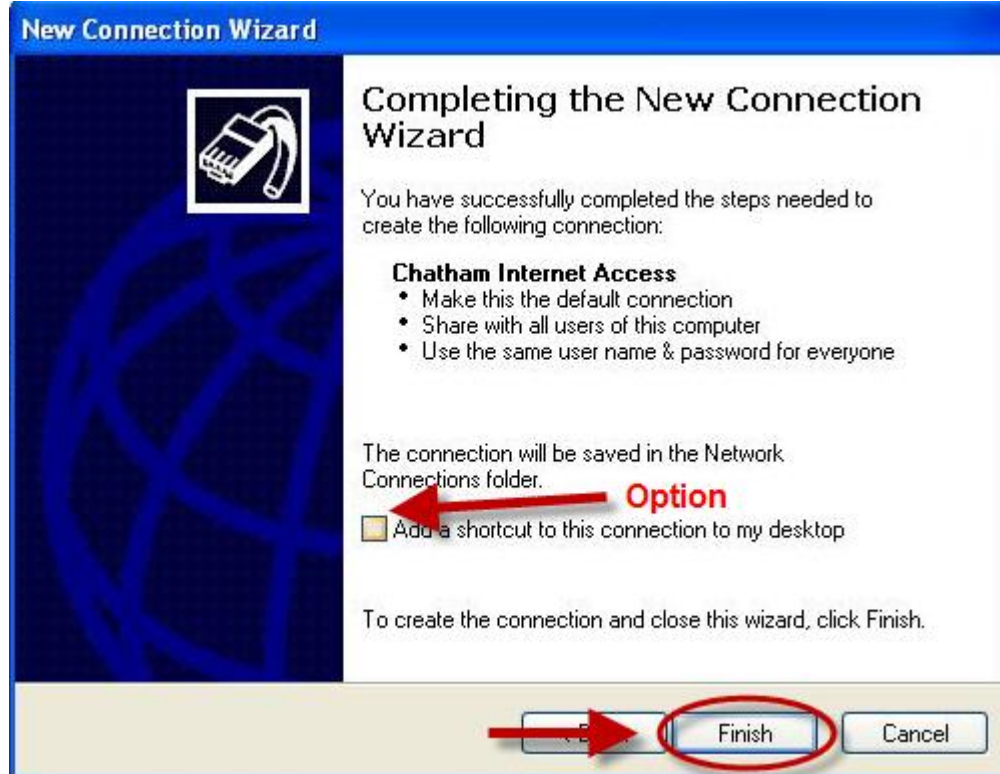 New Connection Wizard
Completing the New Connection
Wizard
You have successfully completed the steps needed to
create the following connection:
Chatham Internet Access
• Make this the default connection
• Share with all users of this computer
• Use the same user name & password for everyone
The connection will be saved in the Network
Connections folder.
Option
Add a shortcut to this connection to my desktop
To create the connection and close this wizard, click Finish.
Finish
Cancel